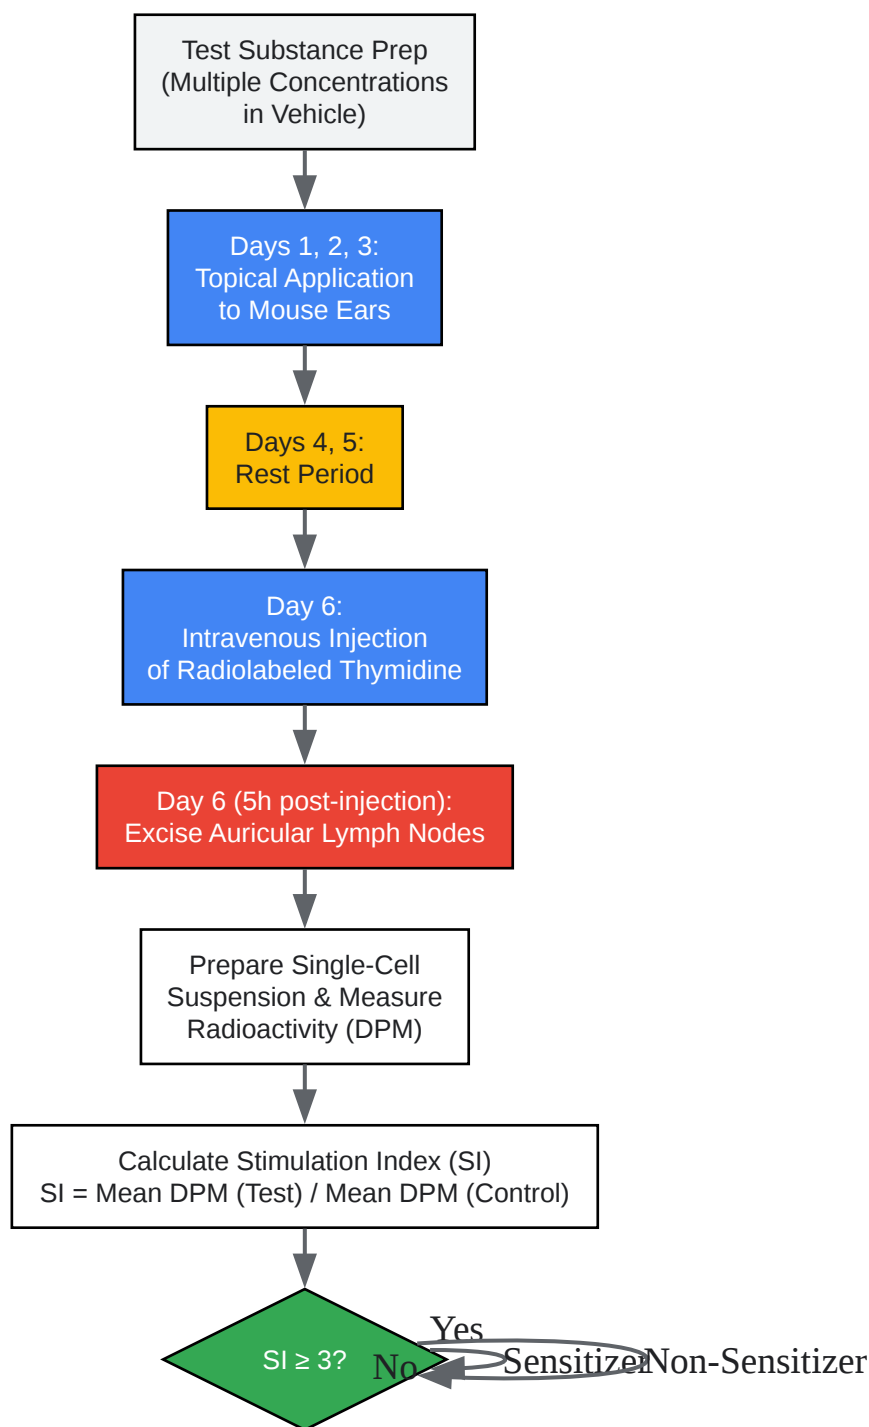 Test Substance Prep
(Multiple Concentrations
in Vehicle)
Days 1, 2, 3:
Topical Application
to Mouse Ears
Days 4, 5:
Rest Period
Day 6:
Intravenous Injection
of Radiolabeled Thymidine
Day 6 (5h post-injection):
Excise Auricular Lymph Nodes
Prepare Single-Cell
Suspension & Measure
Radioactivity (DPM)
Calculate Stimulation Index (SI)
SI = Mean DPM (Test) / Mean DPM (Control)
SI ≥ 3?
Yes
No
Sensitizer
Non-Sensitizer